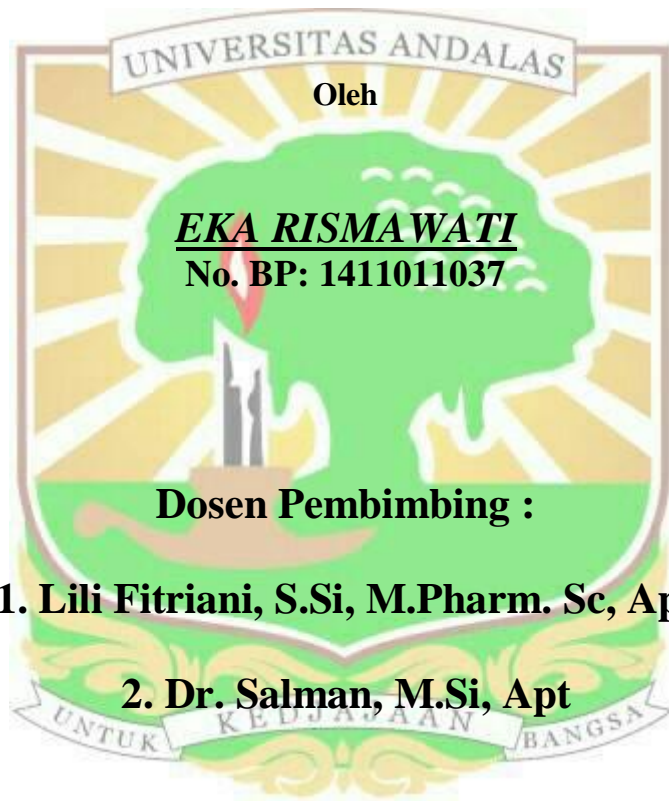 UNIVERSITAS ANDALAS
Oleh
EKA RISMAWATI
No. BP: 1411011037
Dosen Pembimbing :
1. Lili Fitriani, S.Si, M.Pharm. Sc, Ap
2. Dr. Salman, M.Si, Apt
UNTUK KEDJAJAAN BANGSA